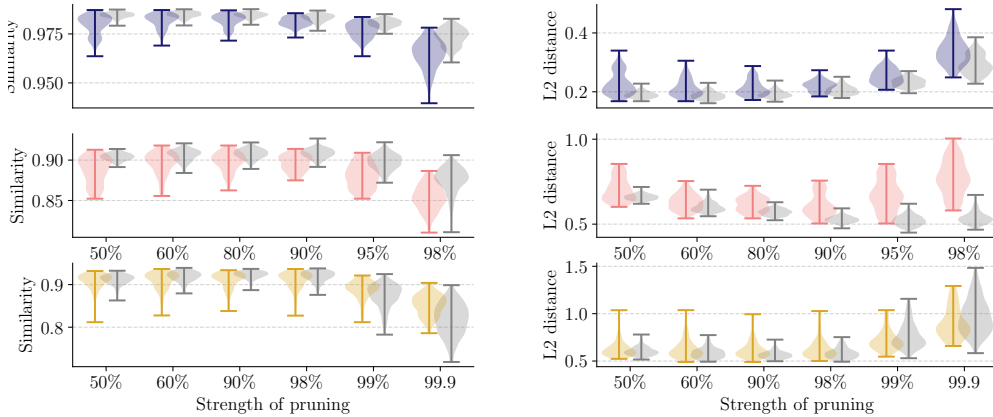 0.975
0.950
Similarity
0.4
0.2
L2 distance
0.90
0.85
Similarity
50% 60% 80% 90% 95% 98%
1.0
0.5
L2 distance
50% 60% 80% 90% 95% 98%
0.9
0.8
Similarity
50% 60% 90% 98% 99% 99.9
Strength of pruning
1.5
1.0
0.5
L2 distance
50% 60% 90% 98% 99% 99.9
Strength of pruning